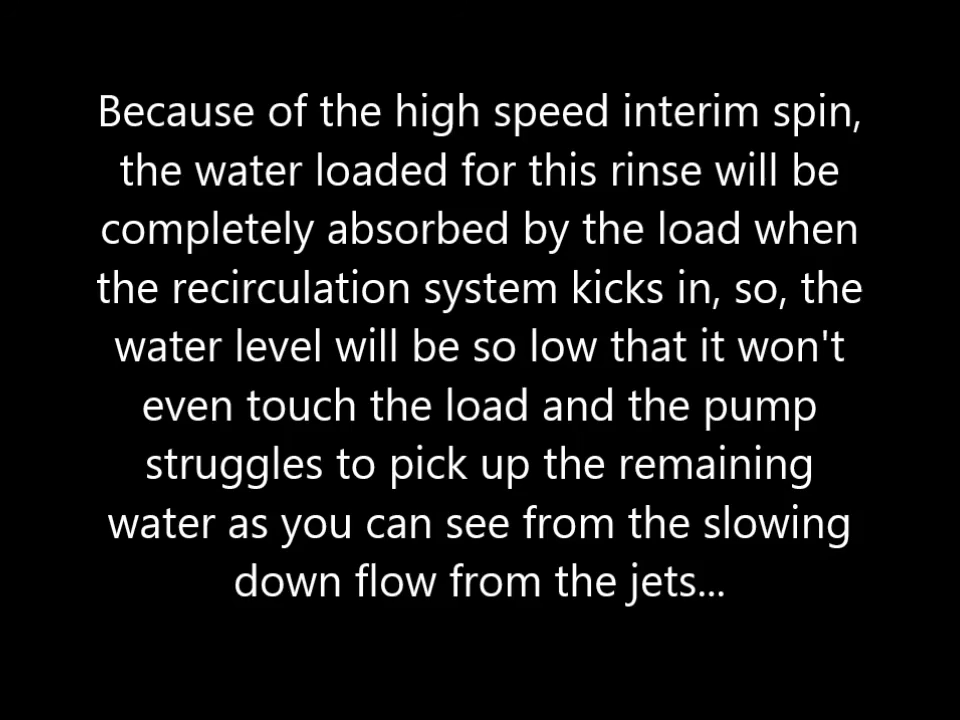 Because of the high speed interim spin,
the water loaded for this rinse will be
completely absorbed by the load when
the recirculation system kicks in, so, the
water level will be so low that it won't
even touch the load and the pump
struggles to pick up the remaining
water as you can see from the slowing
down flow from the jets...